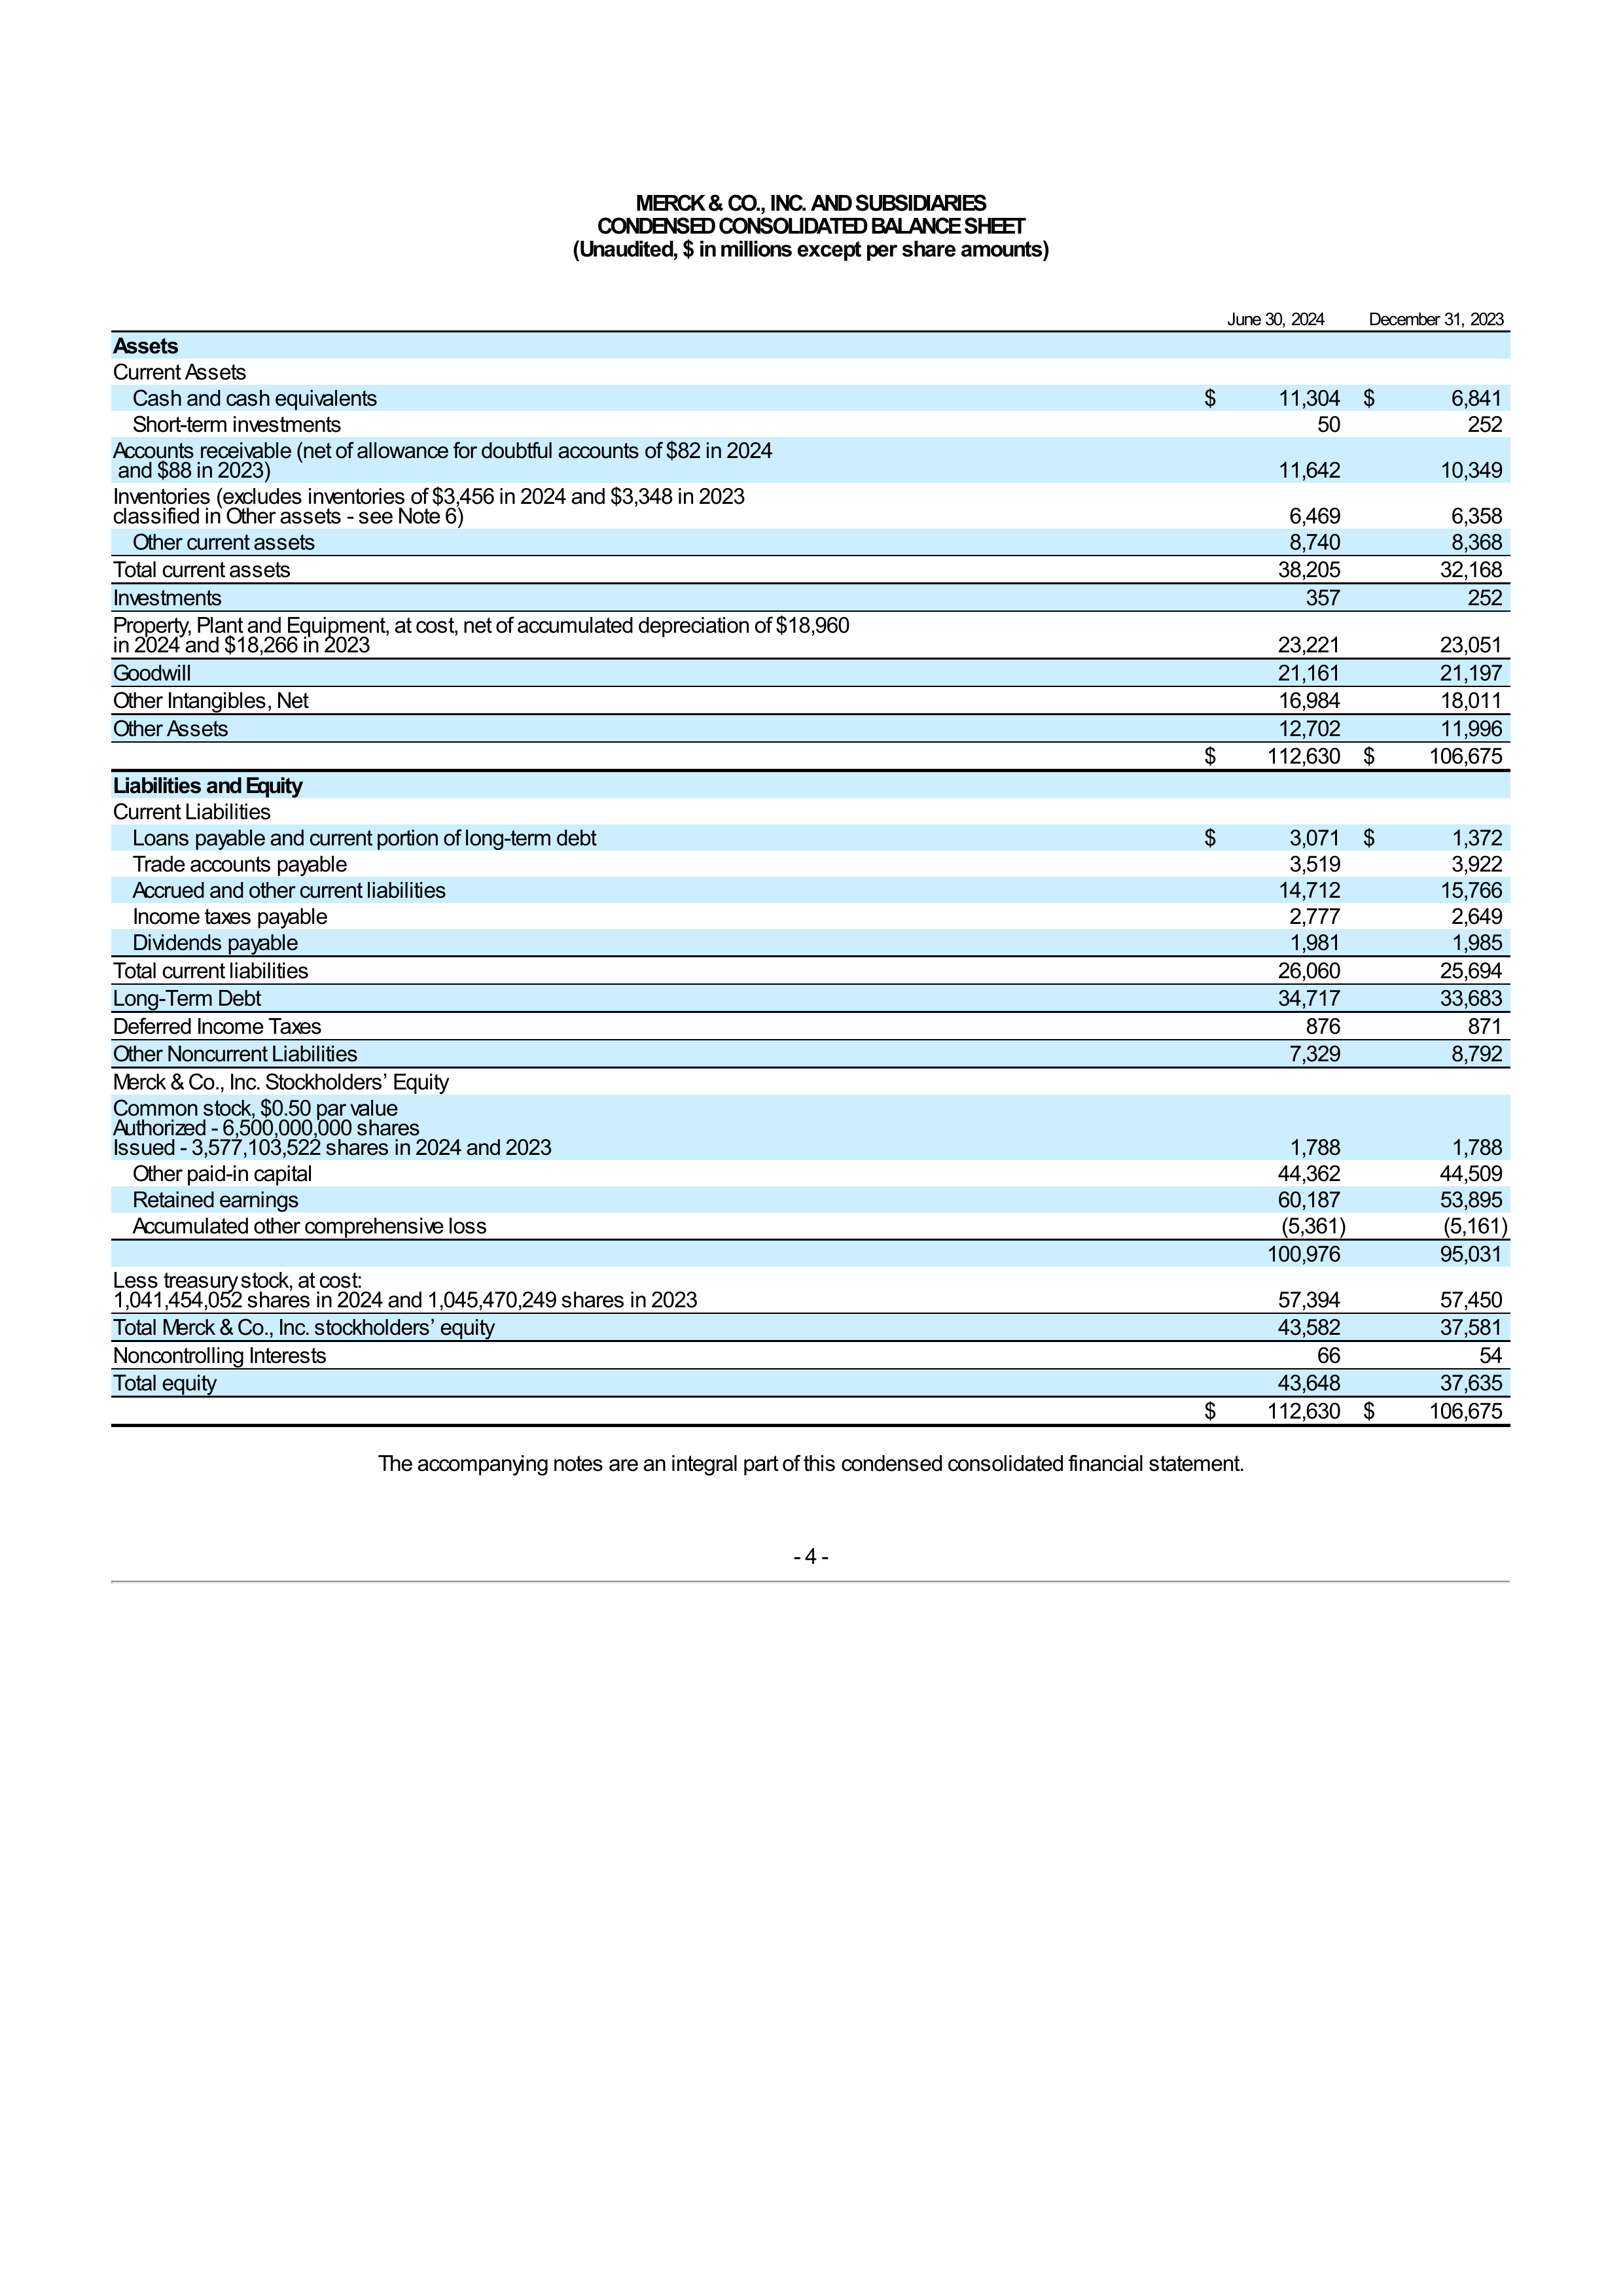 MERCK & CO., INC. AND SUBSIDIARIES
CONDENSED CONSOLIDATED BALANCE SHEET
(Unaudited, $ in millions except per share amounts)
June 30, 2024 December 31, 2023
Assets
Current Assets
Cash and cash equivalents $ 11,304 $ 6,841
Short-term investments 50 252
Accounts receivable (net of allowance for doubtful accounts of $82 in 2024
and $88 in 2023) 11,642 10,349
Inventories (excludes inventories of $3,456 in 2024 and $3,348 in 2023
classified in Other assets - see Note 6) 6,469 6,358
Other current assets 8,740 8,368
Total current assets 38,205 32,168
Investments 357 252
Property, Plant and Equipment, at cost, net of accumulated depreciation of $18,960
in 2024 and $18,266 in 2023 23,221 23,051
Goodwill 21,161 21,197
Other Intangibles, Net 16,984 18,011
Other Assets 12,702 11,996
$ 112,630 $ 106,675
Liabilities and Equity
Current Liabilities
Loans payable and current portion of long-term debt $ 3,071 $ 1,372
Trade accounts payable 3,519 3,922
Accrued and other current liabilities 14,712 15,766
Income taxes payable 2,777 2,649
Dividends payable 1,981 1,985
Total current liabilities 26,060 25,694
Long-Term Debt 34,717 33,683
Deferred Income Taxes 876 871
Other Noncurrent Liabilities 7,329 8,792
Merck & Co., Inc. Stockholders’ Equity
Common stock, $0.50 par value
Authorized - 6,500,000,000 shares
Issued - 3,577,103,522 shares in 2024 and 2023 1,788 1,788
Other paid-in capital 44,362 44,509
Retained earnings 60,187 53,895
Accumulated other comprehensive loss (5,361) (5,161)
100,976 95,031
Less treasury stock, at cost:
1,041,454,052 shares in 2024 and 1,045,470,249 shares in 2023 57,394 57,450
Total Merck & Co., Inc. stockholders’ equity 43,582 37,581
Noncontrolling Interests 66 54
Total equity 43,648 37,635
$ 112,630 $ 106,675
The accompanying notes are an integral part of this condensed consolidated financial statement.
- 4 -